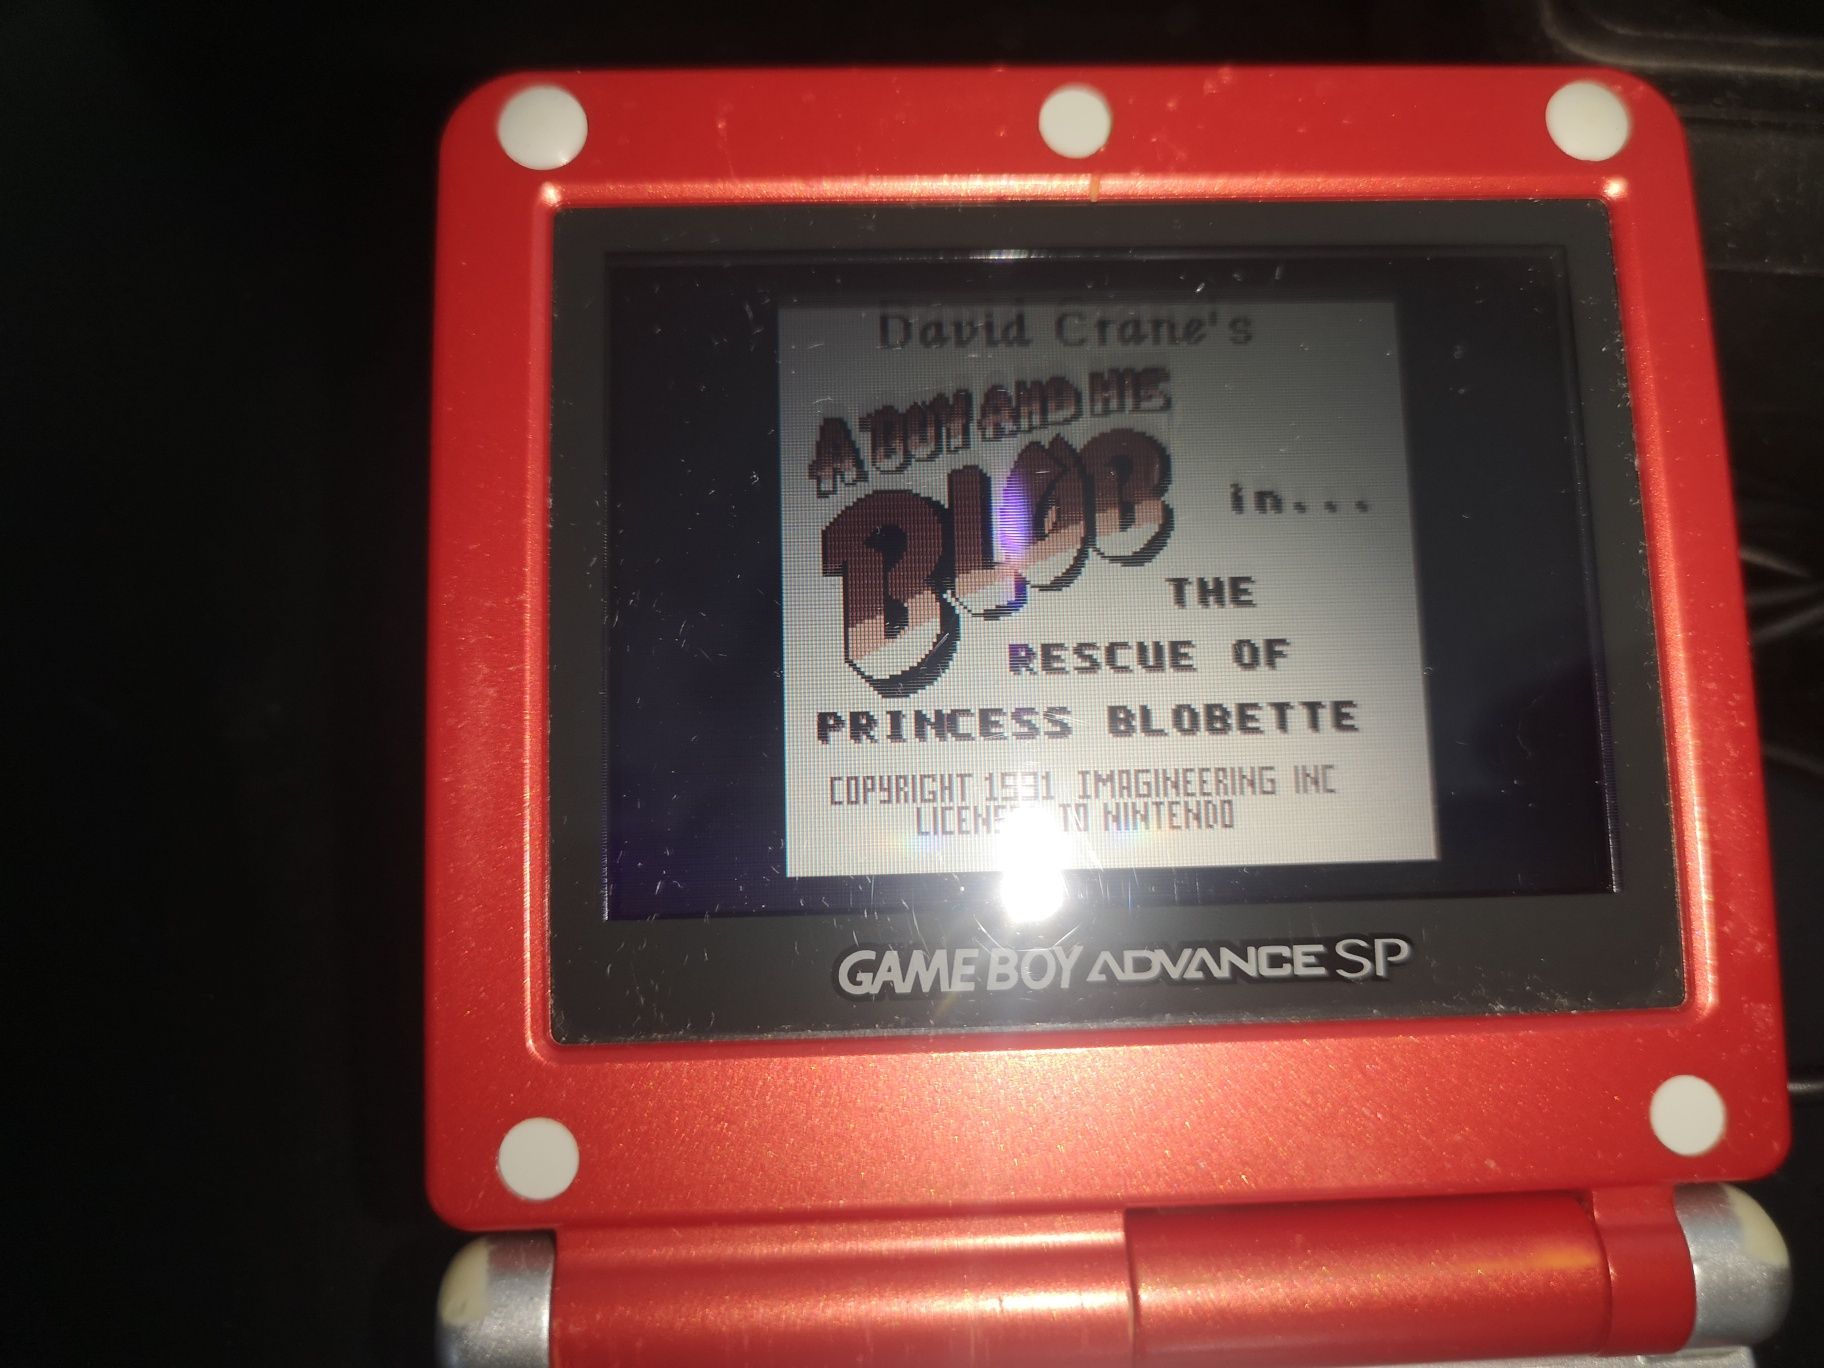 David Crane's
A BOY AND HIS
BLOB
in...
THE
RESCUE OF
PRINCESS BLOBETTE
COPYRIGHT 1991 IMAGINEERING INC
TO NINTENDO
GAME BOY ADVANCE SP